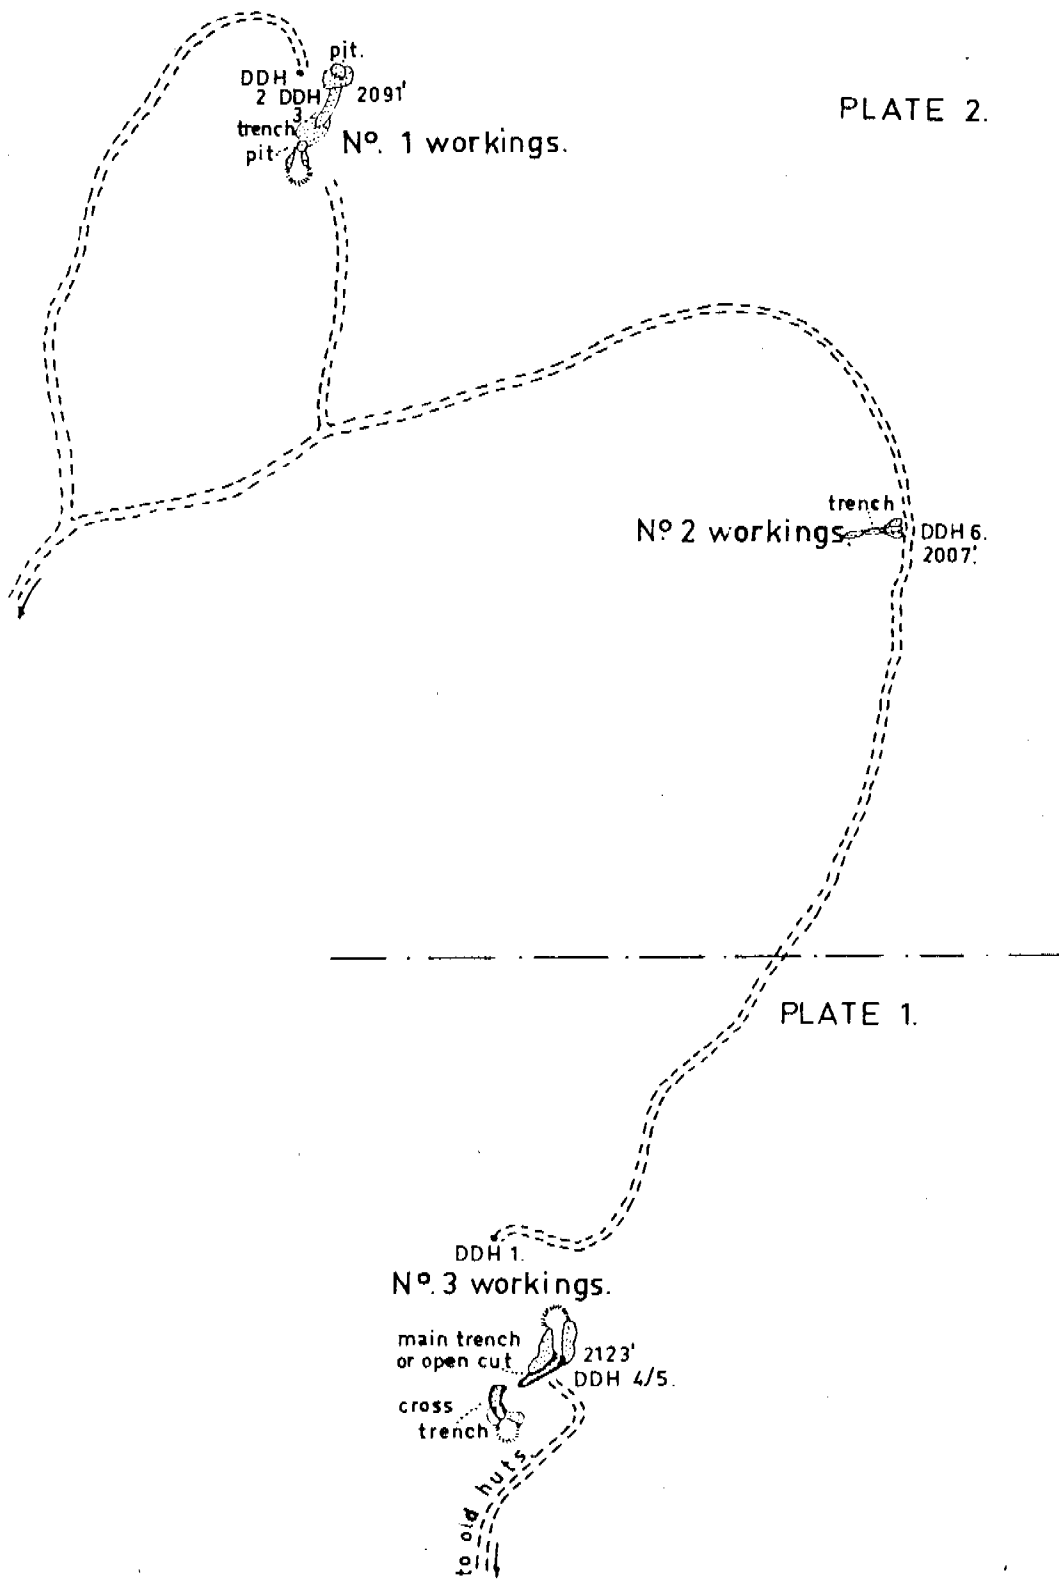 pit.
DDH
2 DDH 2091'
3.
PLATE 2.
trench
pit
Nº. 1 workings.
trench
Nº 2 workings.
DDH 6.
2007'.
PLATE 1.
DDH 1.
Nº. 3 workings.
main trench
or open cut
2123'
DDH 4/5.
cross
trench
to old huts.